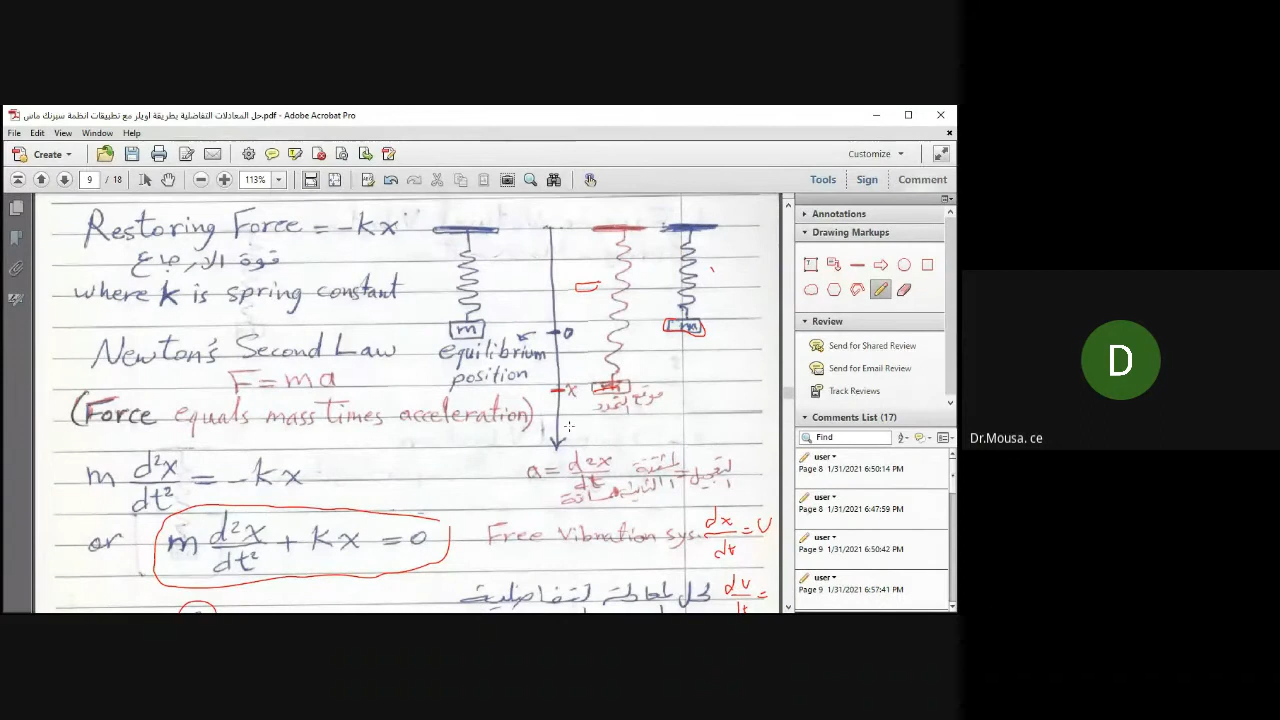 حل المعادلات التفاضلية بطريقة اويلر مع تطبيقات انظمة سبرنك ماس.pdf - Adobe Acrobat Pro
File Edit View Window Help
Create Customize
9 / 18 113% Tools Sign Comment
Restoring Force = -kx
قوة الارجاع
where k is spring constant
m
m
0
equilibrium
position
x
m
موقع التمدد
Newton's Second Law
F = ma
(Force equals mass times acceleration)
m d²x/dt² = -kx
a = d²x/dt
or m d²x/dt² + kx = 0
Free Vibration sys. dx/dt = v
dv/dt =
Annotations
Drawing Markups
T
Review
Send for Shared Review
Send for Email Review
Track Reviews
Comments List (17)
Find
user
Page 8 1/31/2021 6:50:14 PM
user
Page 8 1/31/2021 6:47:59 PM
user
Page 9 1/31/2021 6:50:42 PM
user
Page 9 1/31/2021 6:57:41 PM
D
Dr.Mousa. ce